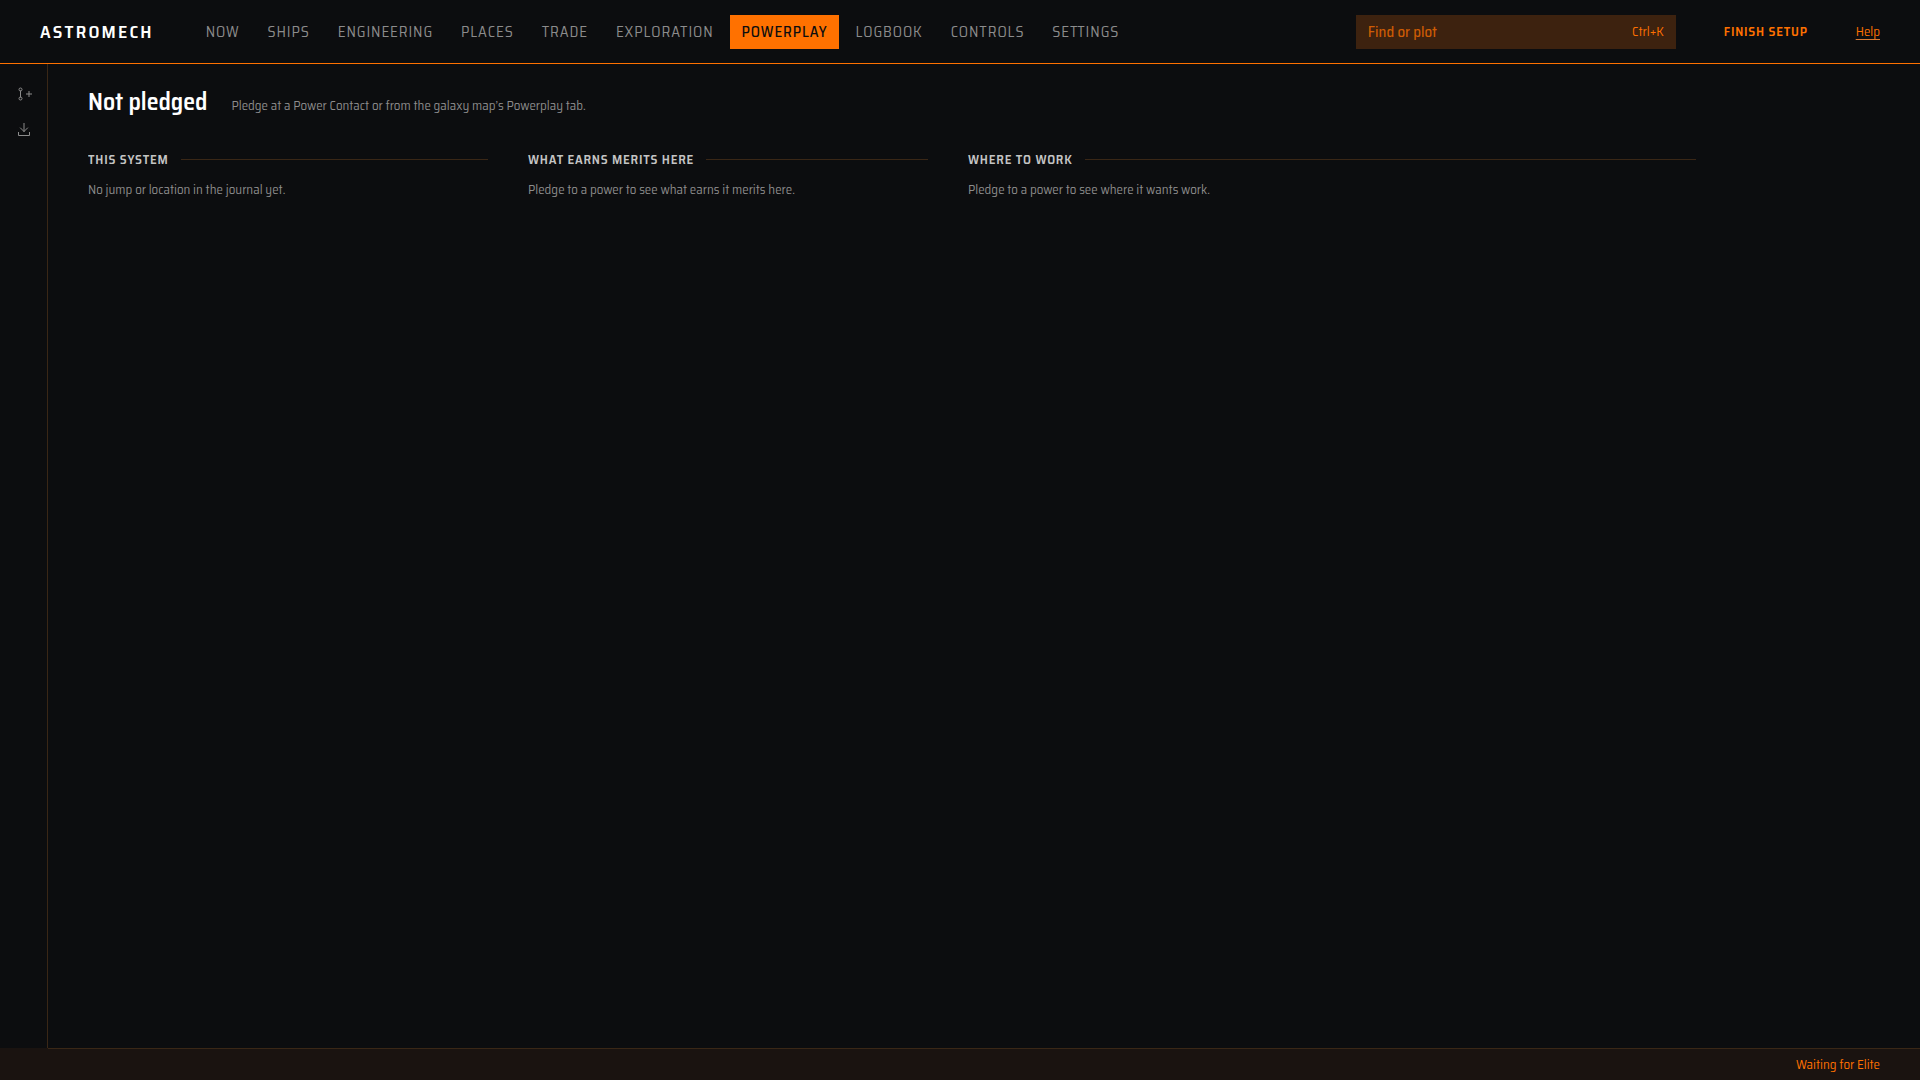 ASTROMECH NOW SHIPS ENGINEERING PLACES TRADE EXPLORATION POWERPLAY LOGBOOK CONTROLS SETTINGS Find or plot Ctrl+K FINISH SETUP Help
Not pledged Pledge at a Power Contact or from the galaxy map's Powerplay tab.
THIS SYSTEM WHAT EARNS MERITS HERE WHERE TO WORK
No jump or location in the journal yet. Pledge to a power to see what earns it merits here. Pledge to a power to see where it wants work.
Waiting for Elite